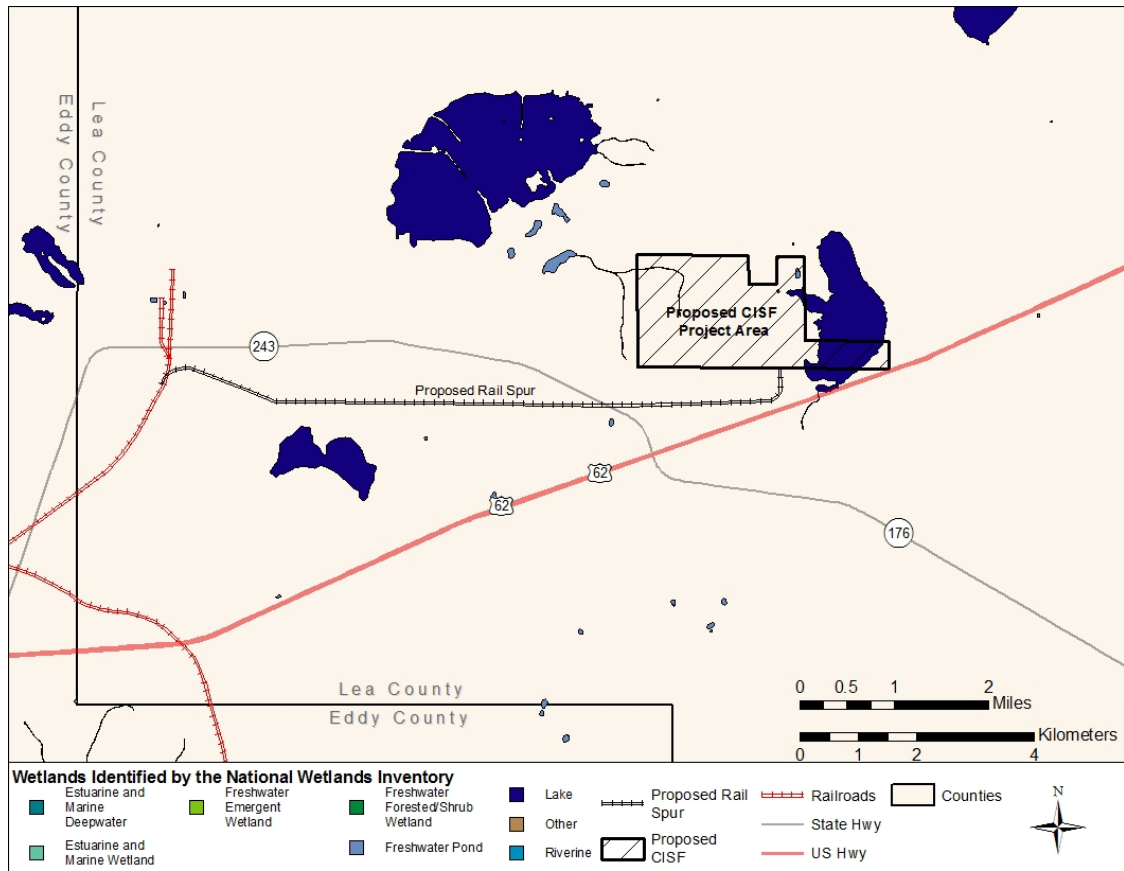 Lea County
Eddy County
Proposed CISF
Project Area
243
Proposed Rail Spur
62
62
176
Lea County
Eddy County
0 0.5 1 2
Miles
Kilometers
0 1 2 4
Wetlands Identified by the National Wetlands Inventory
Estuarine and
Marine
Deepwater
Estuarine and
Marine Wetland
Freshwater
Emergent
Wetland
Freshwater
Forested/Shrub
Wetland
Freshwater Pond
Lake
Other
Riverine
Proposed Rail
Spur
Proposed
CISF
Railroads
State Hwy
US Hwy
Counties
N